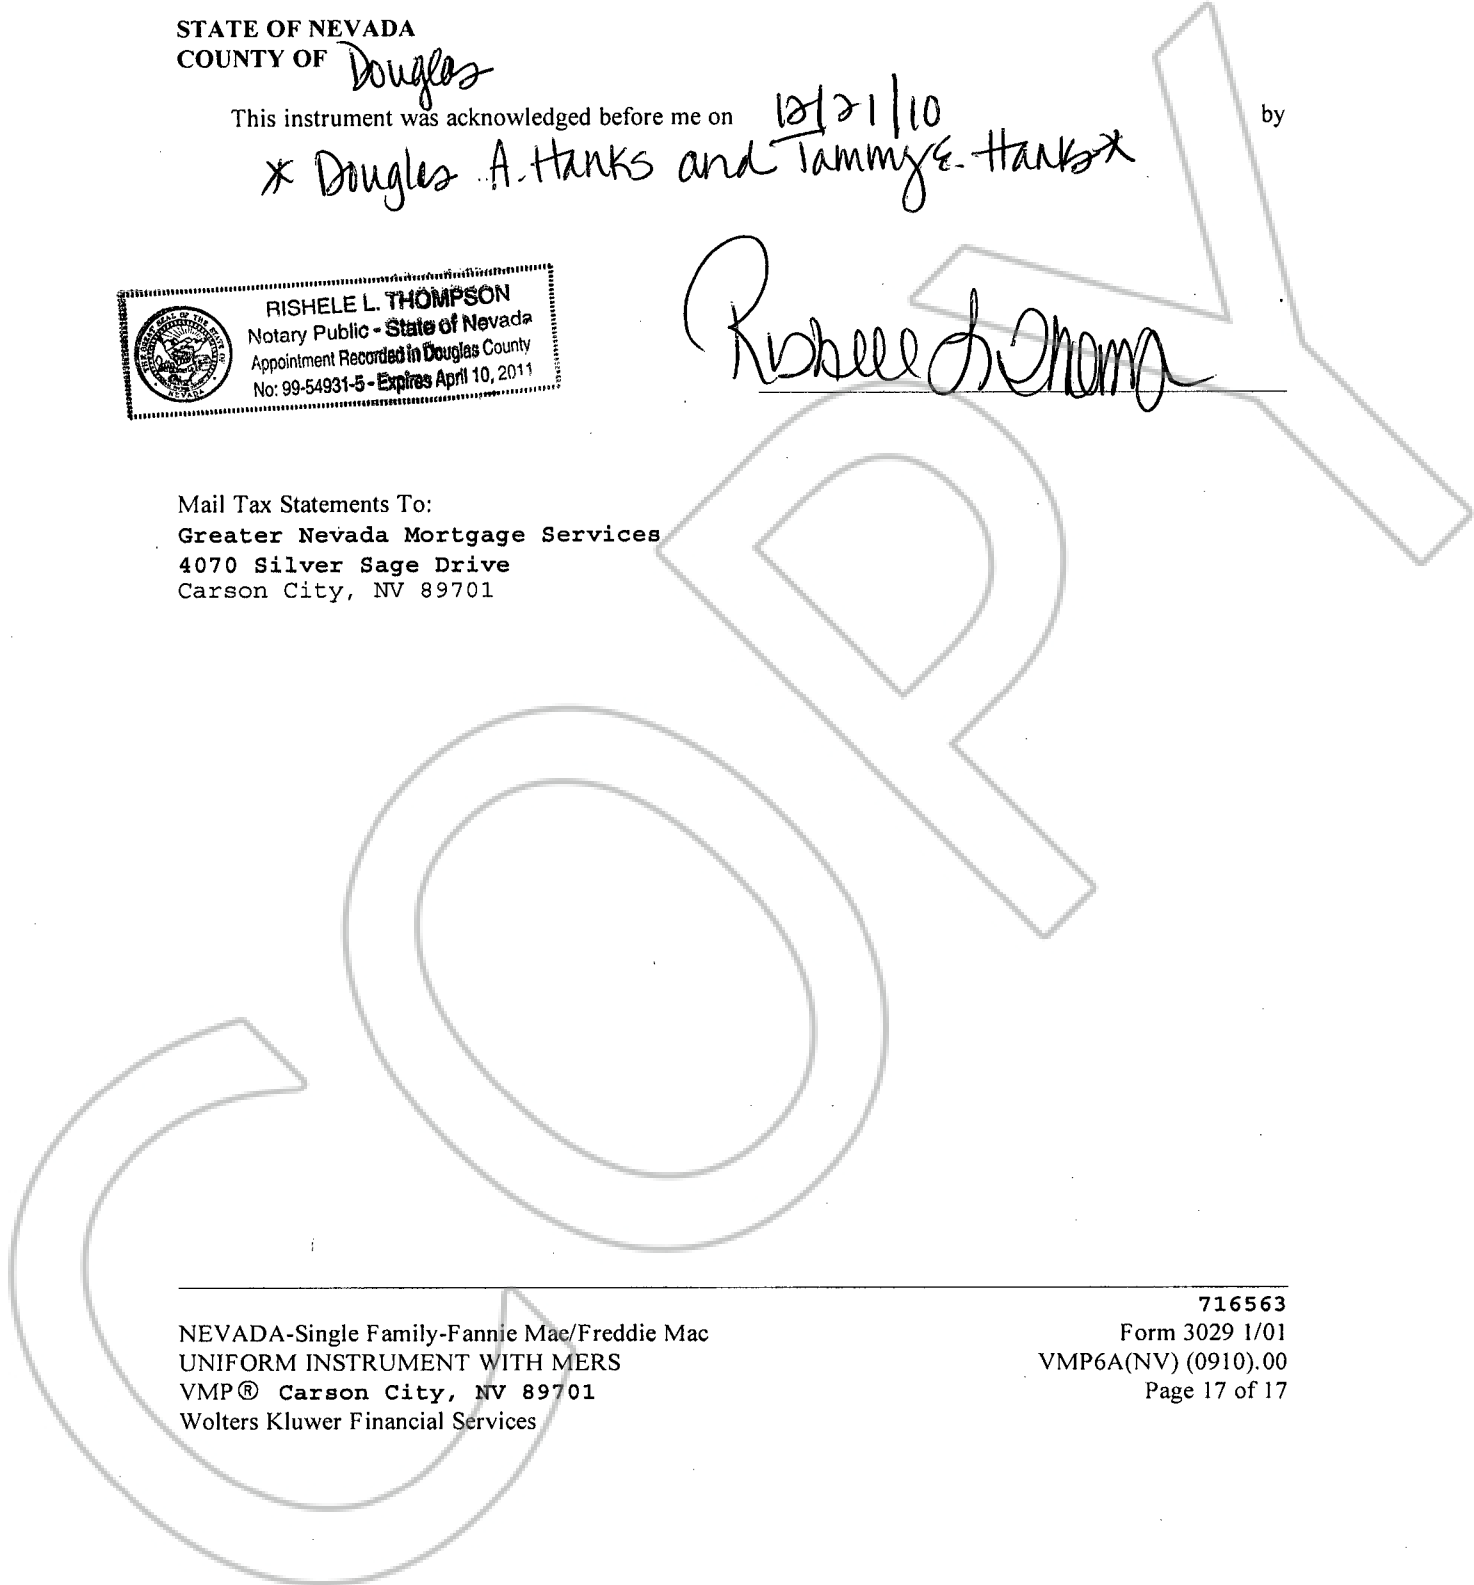 STATE OF NEVADA
COUNTY OF Douglas
This instrument was acknowledged before me on 12/21/10 by
* Douglas A. Hanks and Tammy E. Hanks *
RISHELE L. THOMPSON
Notary Public - State of Nevada
Appointment Recorded in Douglas County
No: 99-54931-5 - Expires April 10, 2011
Rishele L. Thompson
Mail Tax Statements To:
Greater Nevada Mortgage Services
4070 Silver Sage Drive
Carson City, NV 89701
COPY
716563
NEVADA-Single Family-Fannie Mae/Freddie Mac Form 3029 1/01
UNIFORM INSTRUMENT WITH MERS VMP6A(NV) (0910).00
VMP® Carson City, NV 89701 Page 17 of 17
Wolters Kluwer Financial Services